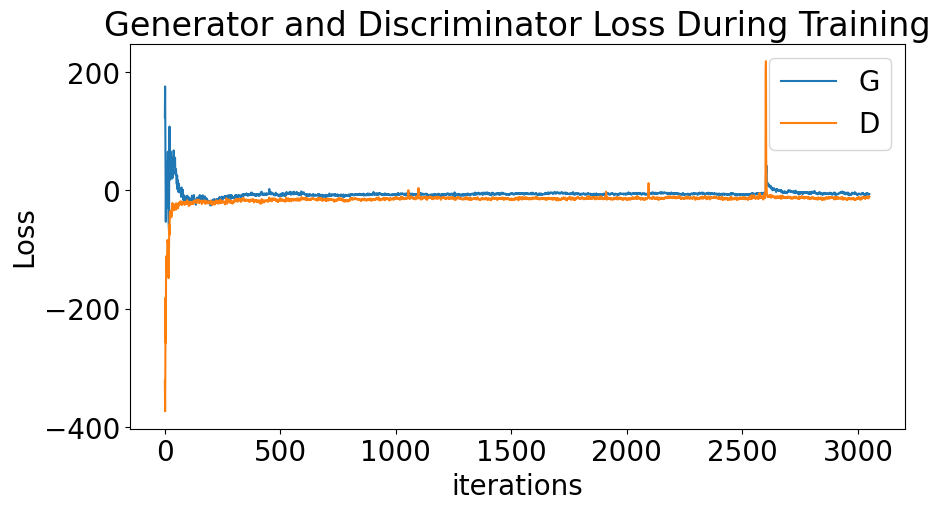 Generator and Discriminator Loss During Training
G
D
200
0
−200
−400
Loss
0 500 1000 1500 2000 2500 3000
iterations